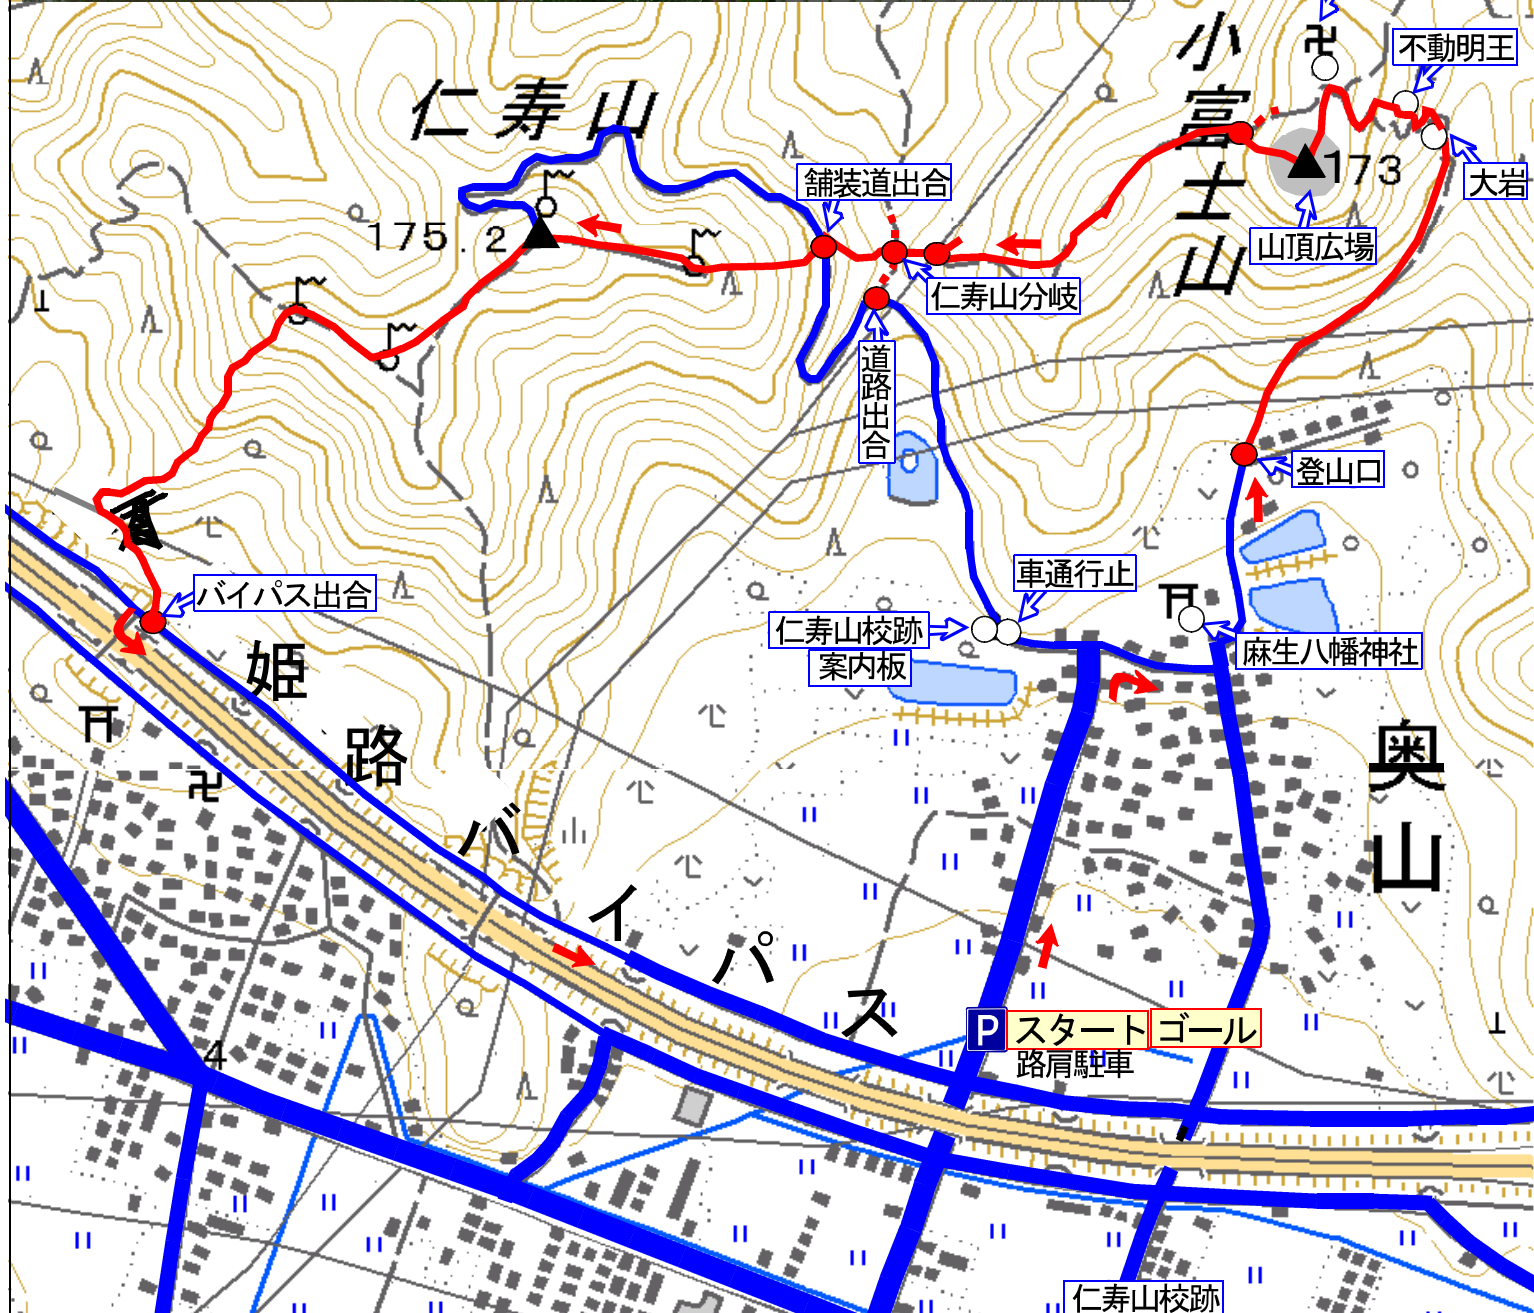 不動明王
小富士山
仁寿山
舗装道出合
173
大岩
175.2
山頂広場
仁寿山分岐
道路出合
登山口
車通行止
バイパス出合
仁寿山校跡
案内板
麻生八幡神社
姫路バイパス
奥山
P
スタート
ゴール
路肩駐車
4
仁寿山校跡